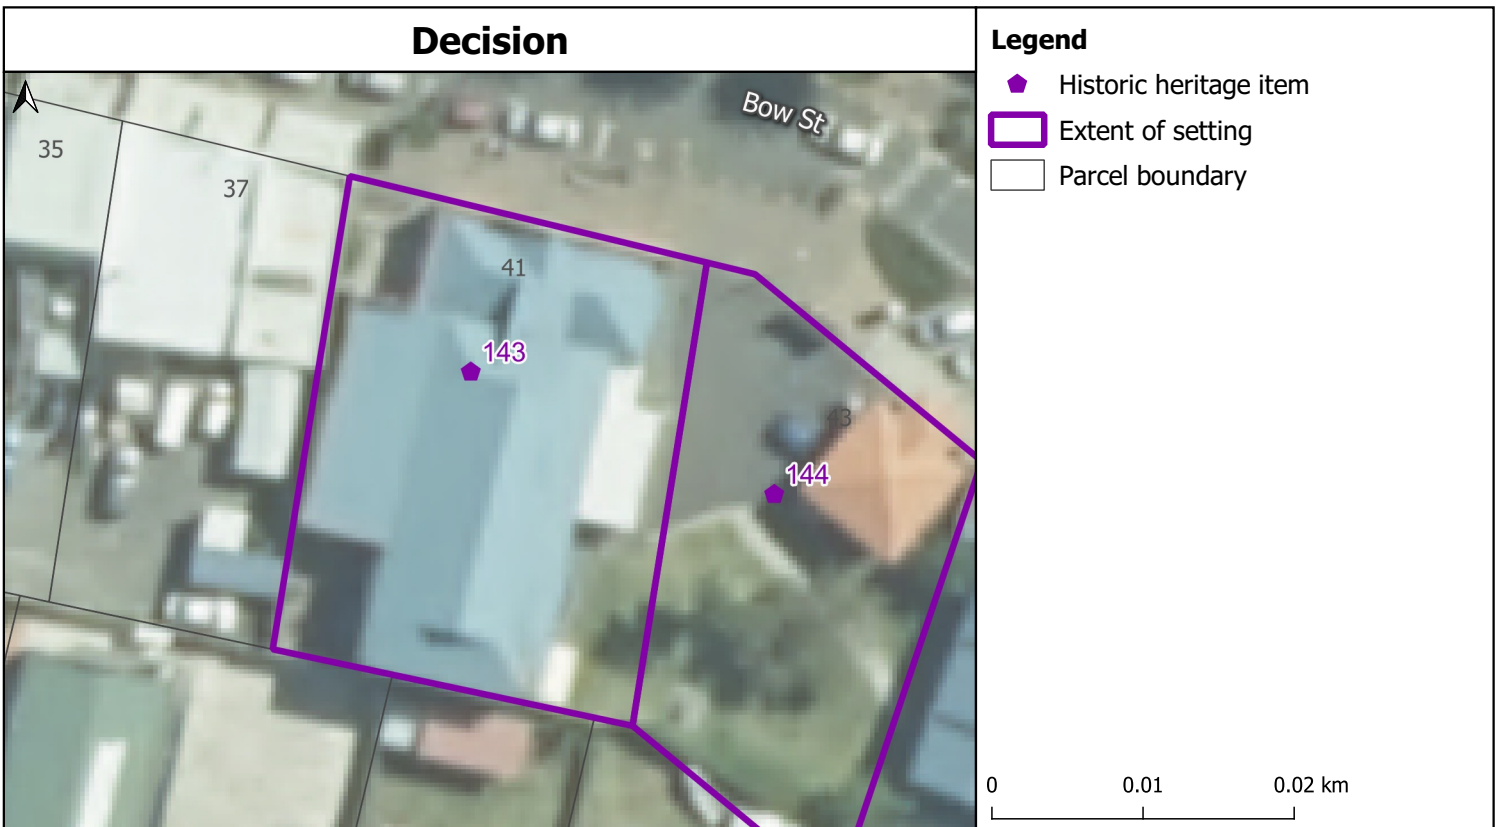 Decision
Legend
Historic heritage item
Extent of setting
Parcel boundary
Bow St
35
37
41
143
43
144
0 0.01 0.02 km